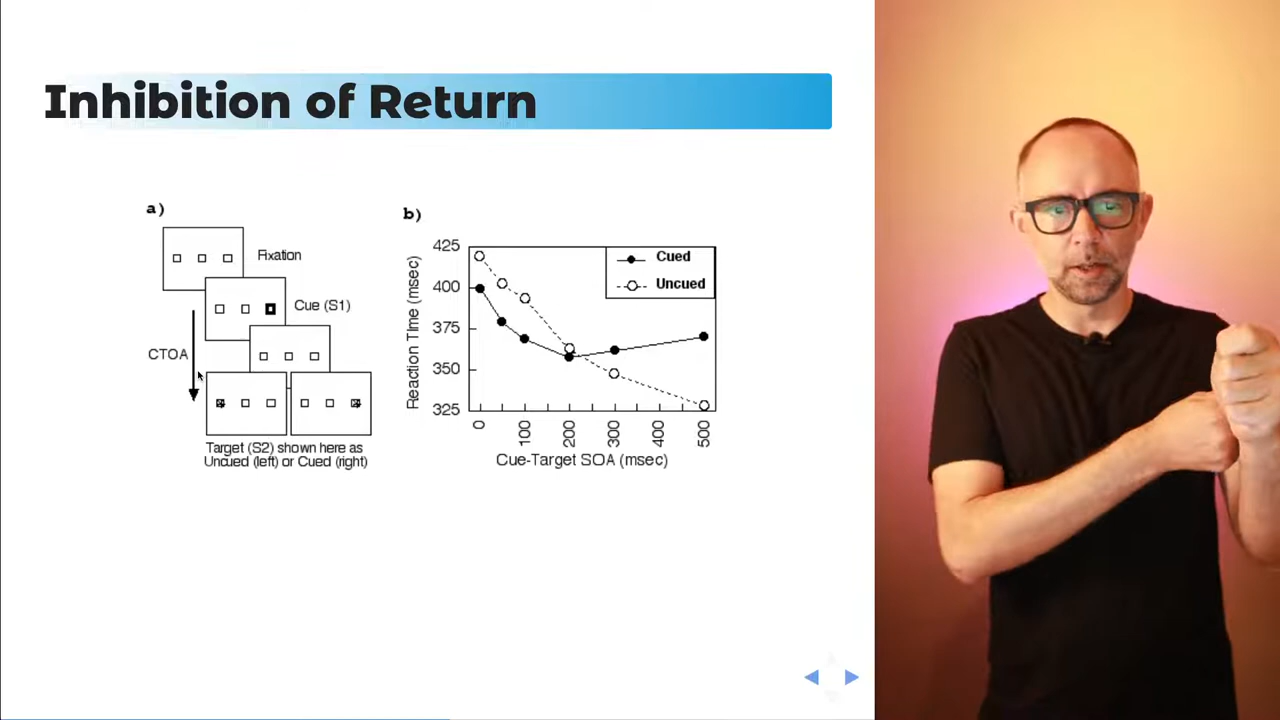 Inhibition of Return
a)
Fixation
Cue (S1)
CTOA
Target (S2) shown here as
Uncued (left) or Cued (right)
b)
Cued
Uncued
Reaction Time (msec)
425
400
375
350
325
0
100
200
300
400
500
Cue-Target SOA (msec)